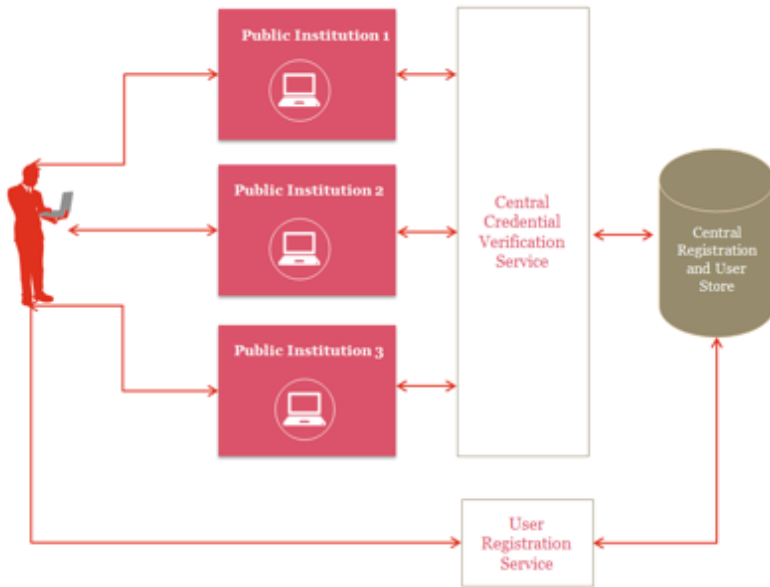 Public Institution 1
Public Institution 2
Public Institution 3
Central
Credential
Verification
Service
Central
Registration
and User
Store
User
Registration
Service